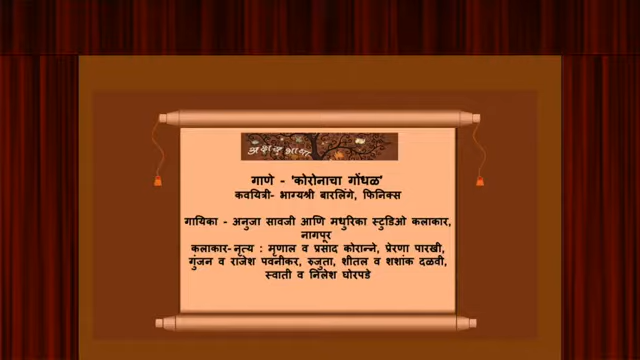 गाणे - 'कोरोनाचा गोंधळ'
कवयित्री- भाग्यश्री बारलिंगे, फिनिक्स
गायिका - अनुजा सावजी आणि मधुरिका स्टुडिओ कलाकार,
नागपूर
कलाकार- नृत्य : मृणाल व प्रसाद कोरान्ने, प्रेरणा पारखी,
गुंजन व राजेश पवनीकर, रुजुता, शीतल व शशांक दळवी,
स्वाती व निलेश घोरपडे